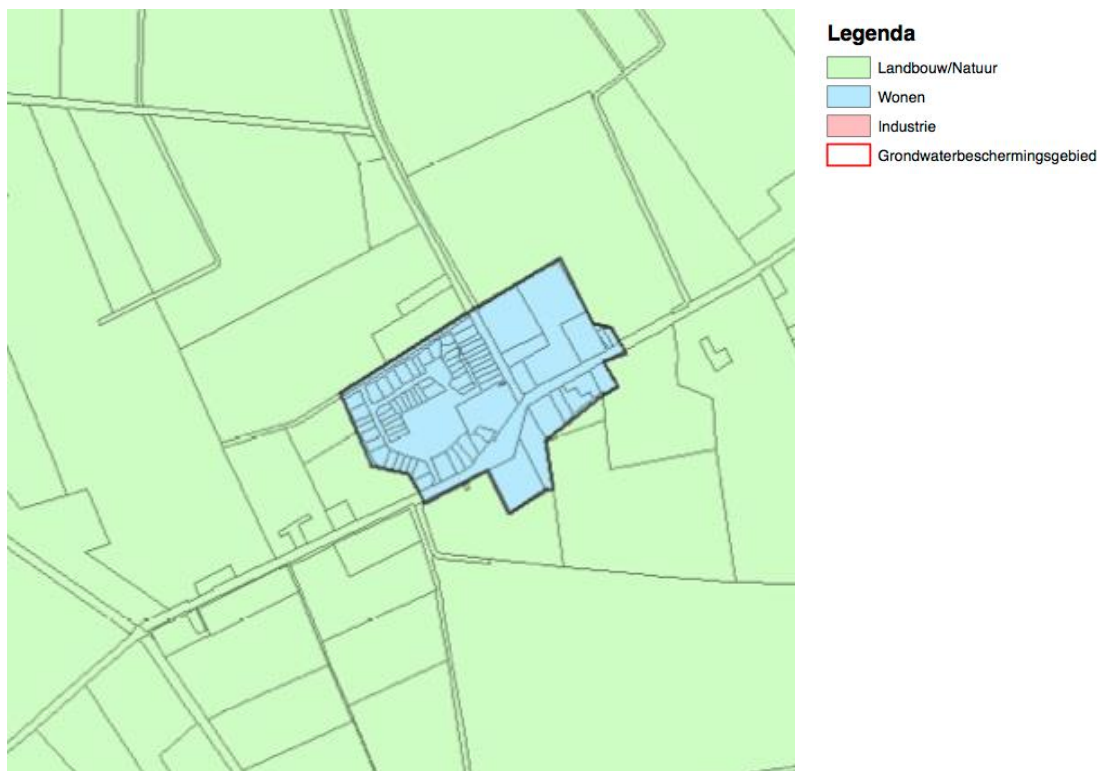 Legenda
Landbouw/Natuur
Wonen
Industrie
Grondwaterbeschermingsgebied